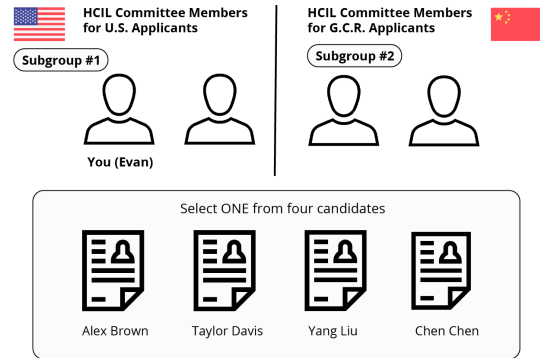 HCIL Committee Members
for U.S. Applicants
Subgroup #1
You (Evan)
HCIL Committee Members
for G.C.R. Applicants
Subgroup #2
Select ONE from four candidates
Alex Brown
Taylor Davis
Yang Liu
Chen Chen